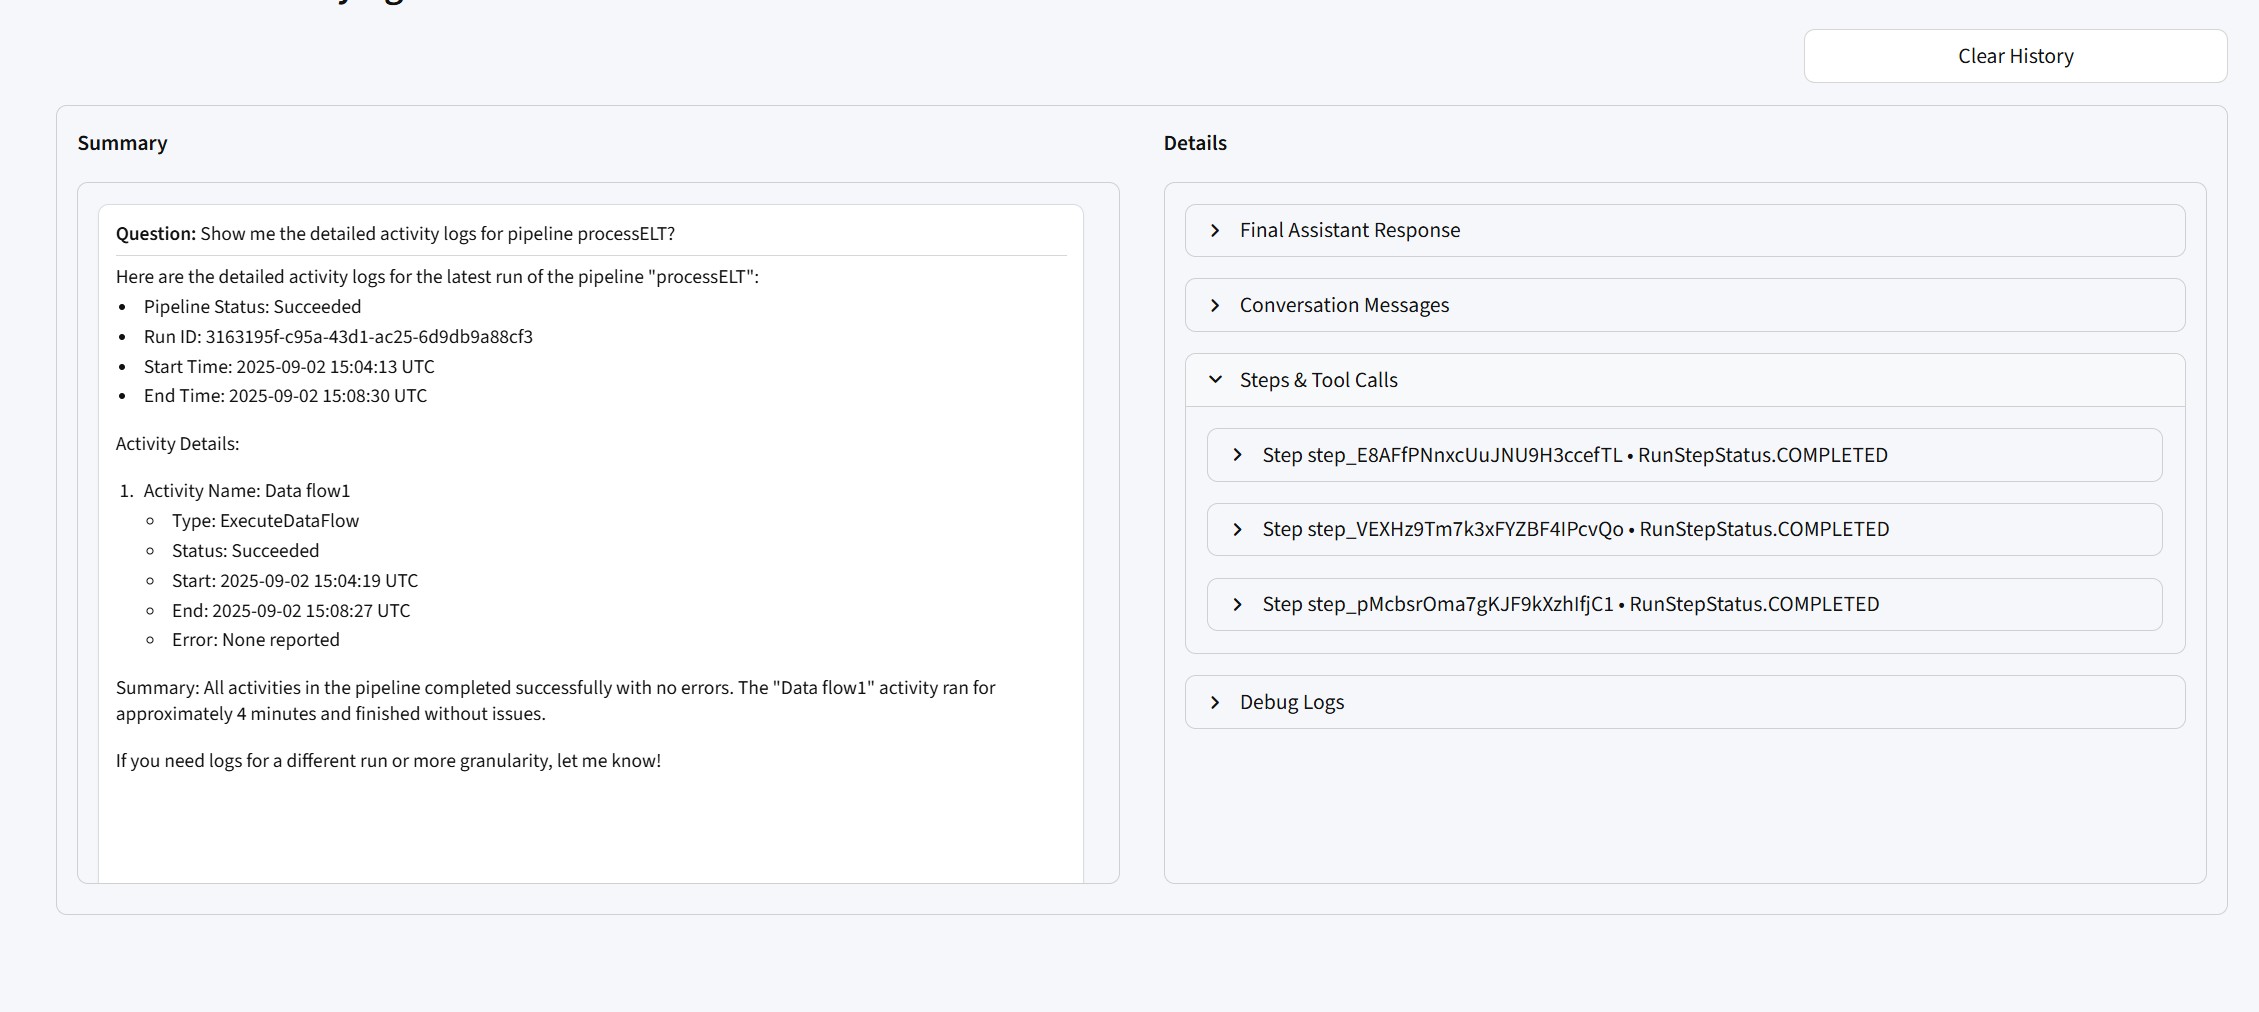 Clear History
Summary
Question: Show me the detailed activity logs for pipeline processELT?
Here are the detailed activity logs for the latest run of the pipeline "processELT":
• Pipeline Status: Succeeded
• Run ID: 3163195f-c95a-43d1-ac25-6d9db9a88cf3
• Start Time: 2025-09-02 15:04:13 UTC
• End Time: 2025-09-02 15:08:30 UTC
Activity Details:
1. Activity Name: Data flow1
◦ Type: ExecuteDataFlow
◦ Status: Succeeded
◦ Start: 2025-09-02 15:04:19 UTC
◦ End: 2025-09-02 15:08:27 UTC
◦ Error: None reported
Summary: All activities in the pipeline completed successfully with no errors. The "Data flow1" activity ran for
approximately 4 minutes and finished without issues.
If you need logs for a different run or more granularity, let me know!
Details
Final Assistant Response
Conversation Messages
Steps & Tool Calls
Step step_E8AFfPNnxcUuJNU9H3ccefTL • RunStepStatus.COMPLETED
Step step_VEXHz9Tm7k3xFYZBF4IPcvQo • RunStepStatus.COMPLETED
Step step_pMcbsrOma7gKJF9kXzhIfjC1 • RunStepStatus.COMPLETED
Debug Logs